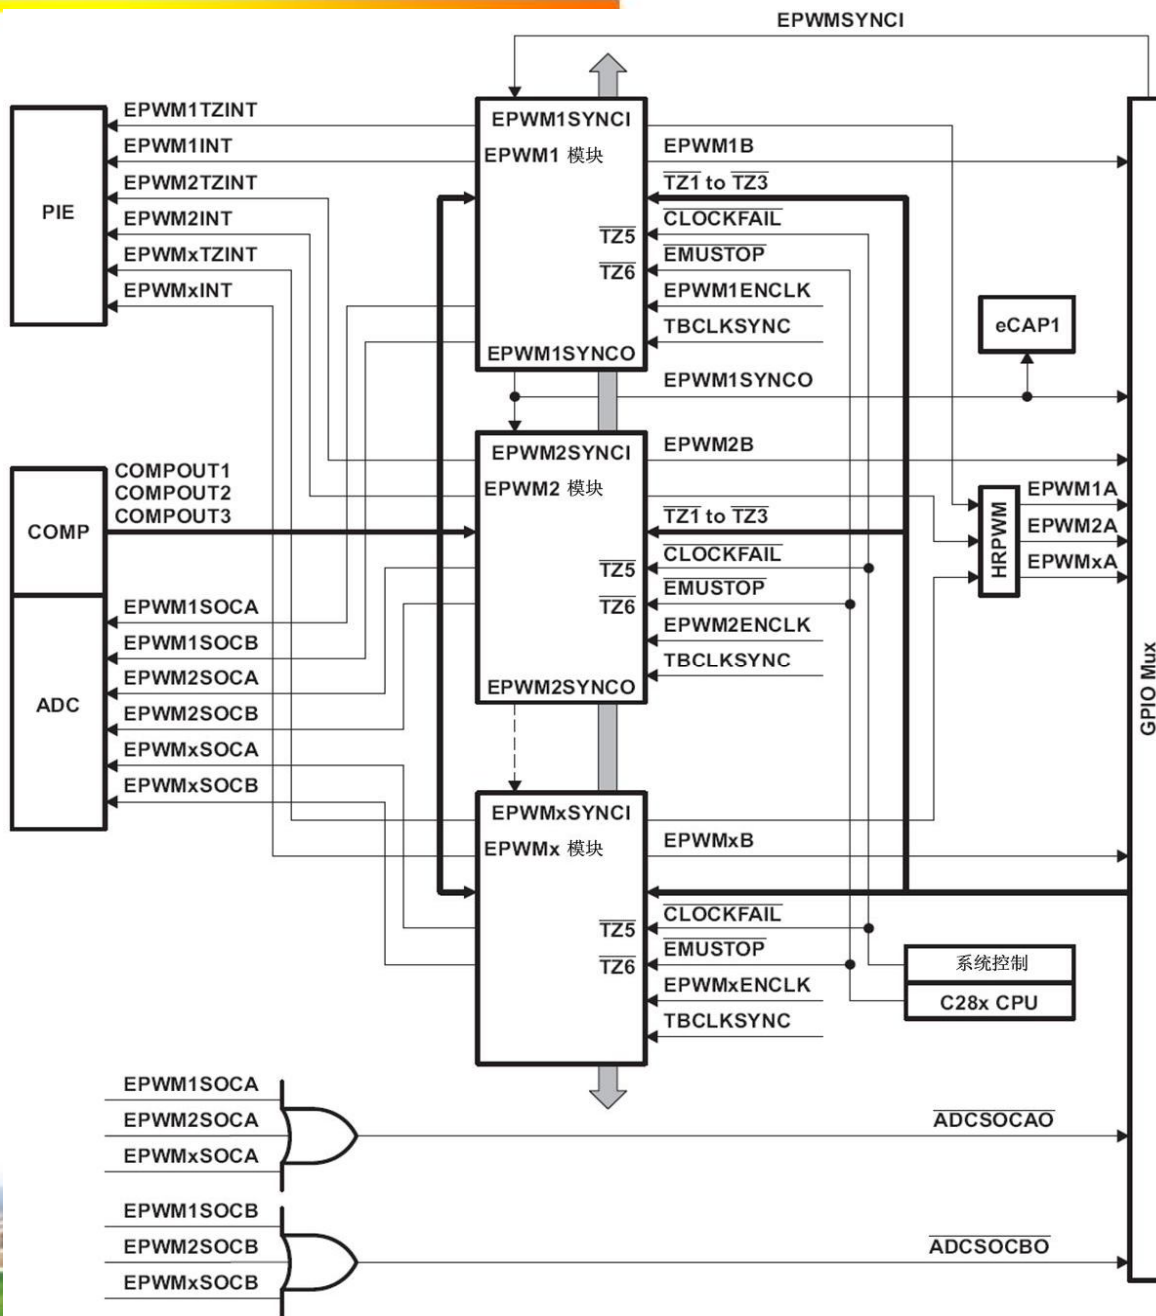 EPWMSYNCI
EPWM1TZINT
EPWM1INT
EPWM2TZINT
EPWM2INT
EPWMxTZINT
EPWMxINT
PIE
EPWM1SYNCI
EPWM1 模块
TZ5
TZ6
EPWM1SYNCO
EPWM1B
TZ1 to TZ3
CLOCKFAIL
EMUSTOP
EPWM1ENCLK
TBCLKSYNC
EPWM1SYNCO
eCAP1
COMPOUT1
COMPOUT2
COMPOUT3
COMP
EPWM2SYNCI
EPWM2 模块
TZ5
TZ6
EPWM2SYNCO
EPWM2B
TZ1 to TZ3
CLOCKFAIL
EMUSTOP
EPWM2ENCLK
TBCLKSYNC
HRPWM
EPWM1A
EPWM2A
EPWMxA
GPIO Mux
EPWM1SOCA
EPWM1SOCB
EPWM2SOCA
EPWM2SOCB
EPWMxSOCA
EPWMxSOCB
ADC
EPWMxSYNCI
EPWMx 模块
TZ5
TZ6
EPWMxB
CLOCKFAIL
EMUSTOP
EPWMxENCLK
TBCLKSYNC
系统控制
C28x CPU
EPWM1SOCA
EPWM2SOCA
EPWMxSOCA
ADCSOCAO
EPWM1SOCB
EPWM2SOCB
EPWMxSOCB
ADCSOCBO